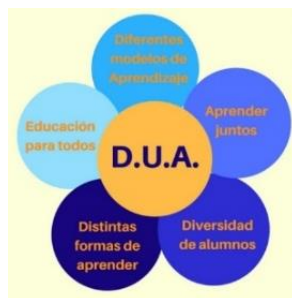 Diferentes
modelos de
Aprendizaje
Aprender
juntos
Educación
para todos
D.U.A.
Distintas
formas de
aprender
Diversidad
de alumnos